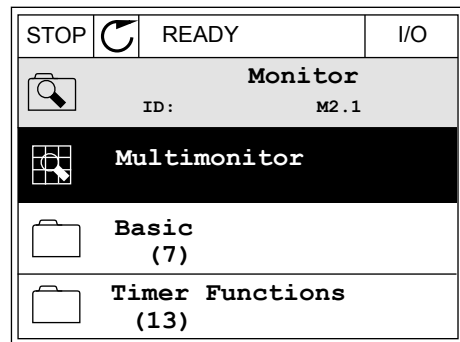 STOP READY I/O
Monitor
ID: M2.1
Multimonitor
Basic
(7)
Timer Functions
(13)